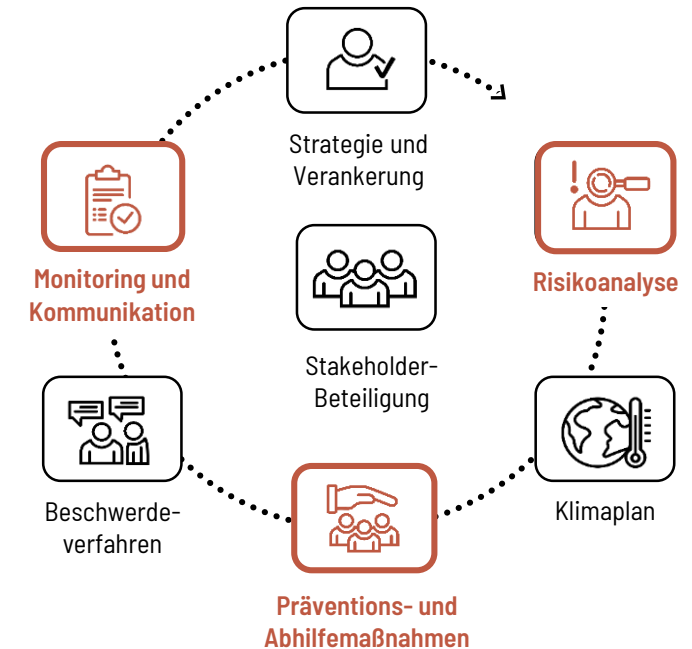 Strategie und
Verankerung
Risikoanalyse
Monitoring und
Kommunikation
Stakeholder-
Beteiligung
Klimaplan
Beschwerde-
verfahren
Präventions- und
Abhilfemaßnahmen